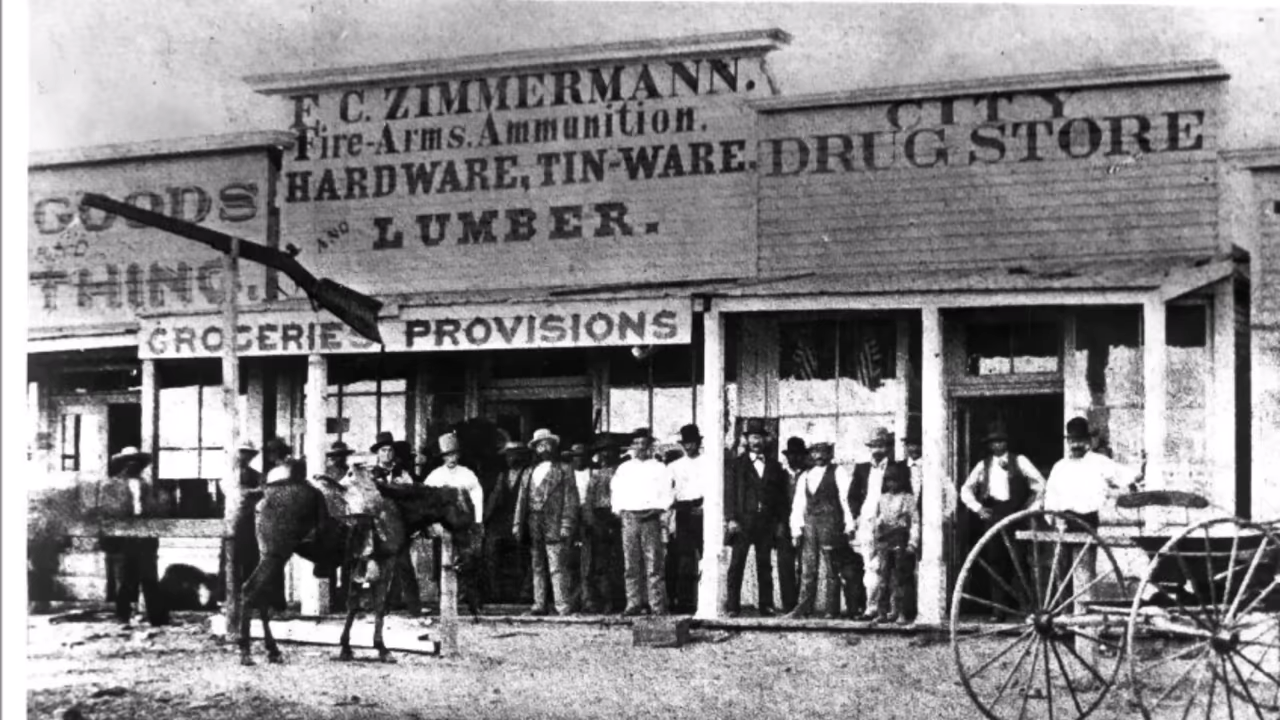 GOODS
AND
THING.
F. C. ZIMMERMANN.
Fire-Arms, Ammunition.
HARDWARE, TIN-WARE.
AND LUMBER.
GROCERIES PROVISIONS
CITY
DRUG STORE